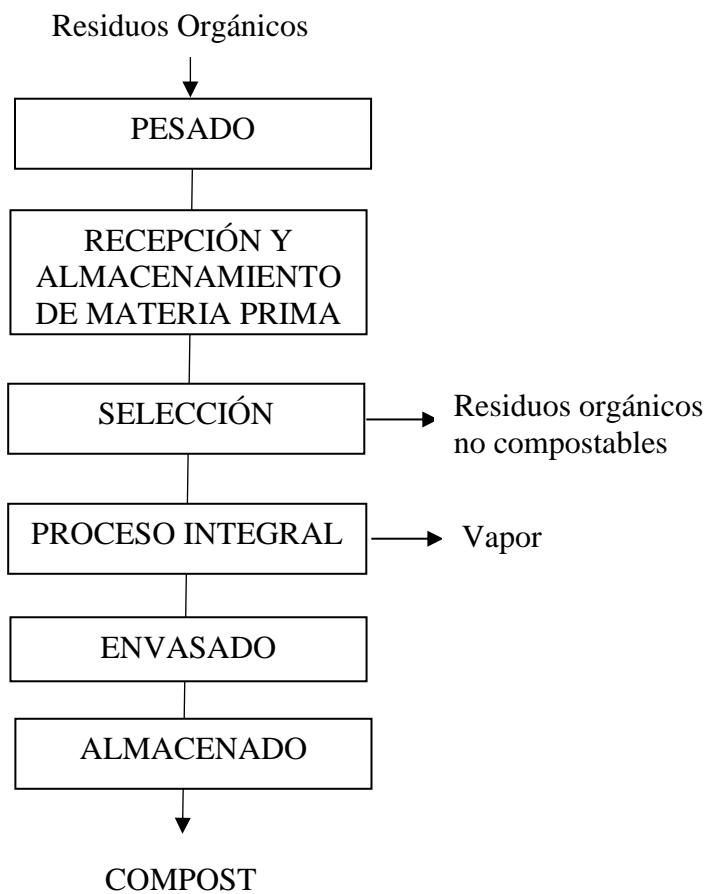 Residuos Orgánicos
PESADO
RECEPCIÓN Y
ALMACENAMIENTO
DE MATERIA PRIMA
SELECCIÓN
Residuos orgánicos
no compostables
PROCESO INTEGRAL
Vapor
ENVASADO
ALMACENADO
COMPOST